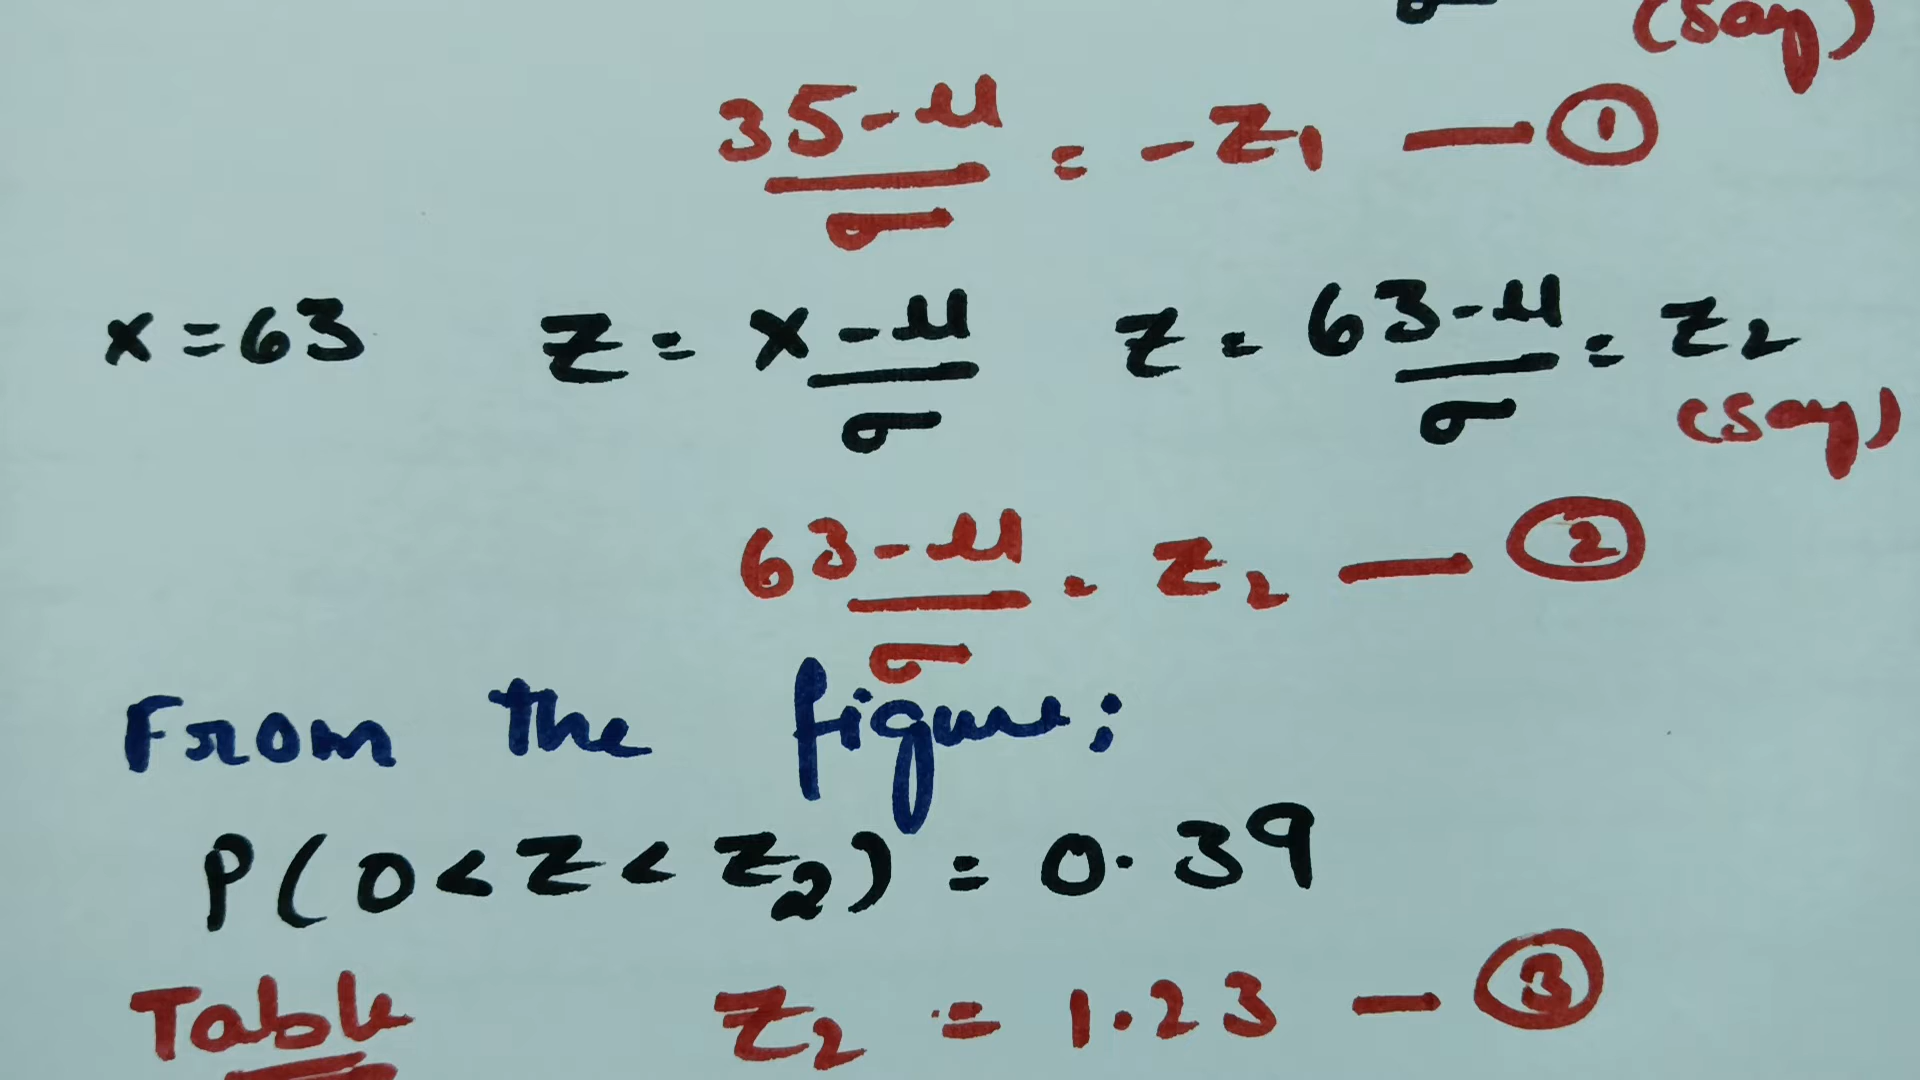 (say)
35-μ/σ = -z1 — ①
x=63 z= x-μ/σ z= 63-μ/σ = z2
(say)
63-μ/σ = z2 — ②
From the figure;
P(0<z<z2) = 0.39
Table z2 = 1.23 — ③